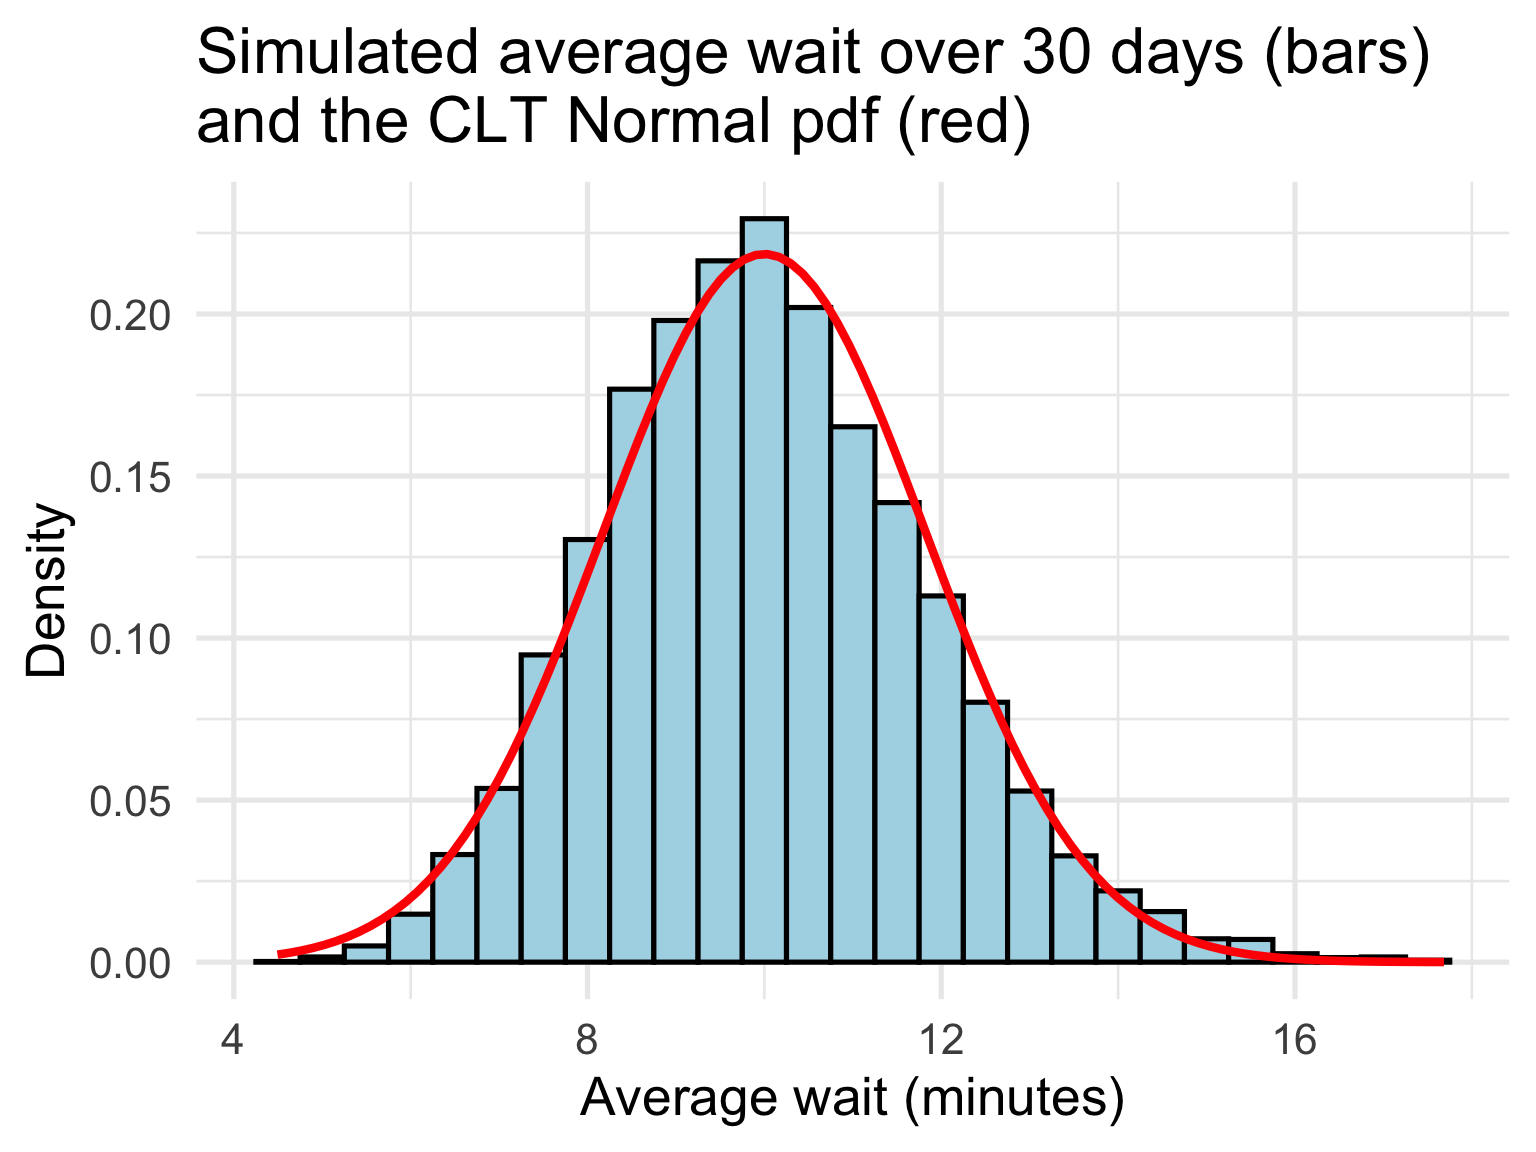 Simulated average wait over 30 days (bars)
and the CLT Normal pdf (red)
Density
0.20
0.15
0.10
0.05
0.00
4 8 12 16
Average wait (minutes)